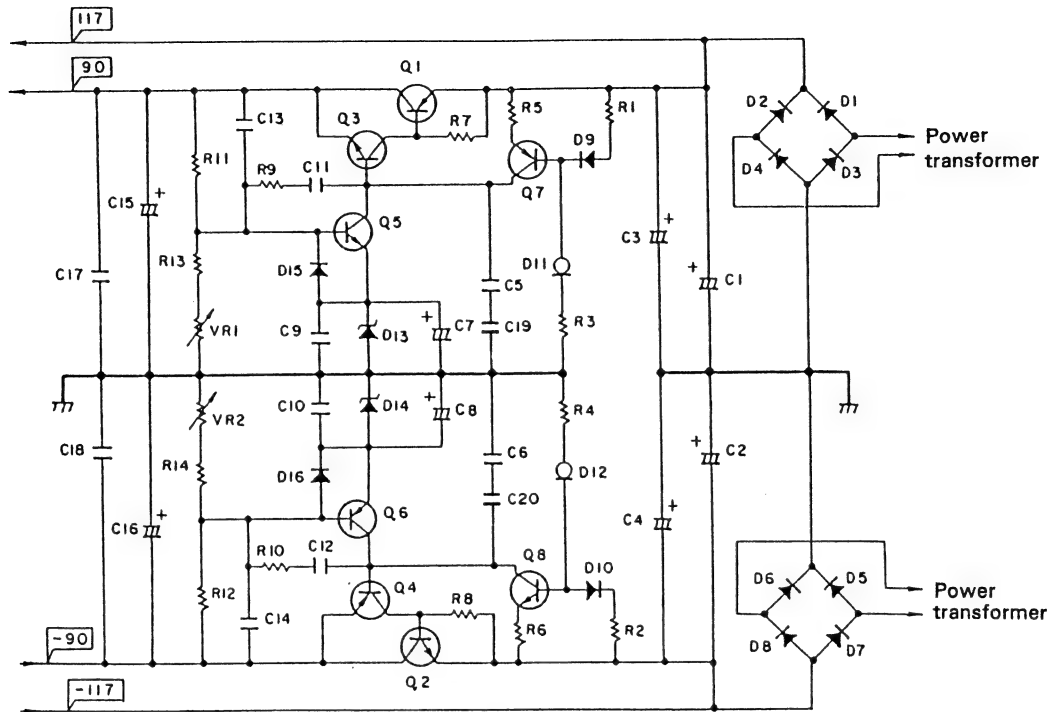 117
90
Q1
R5
R1
D2
D1
C13
Q3
R7
D9
Power
transformer
R11
R9
C11
D4
D3
Q7
C15 +
Q5
+
R13
C3
D15
D11
+
C17
C5
C1
+
VR1
C9
D13
C7
C19
R3
C10
D14
+
C8
R4
VR2
+
C18
C6
C2
R14
D16
D12
C20
Q6
+
C16
+
C4
R10
C12
Q8
D6
D5
Power
transformer
Q4
D10
R12
R8
C14
R6
R2
D8
D7
-90
Q2
-117